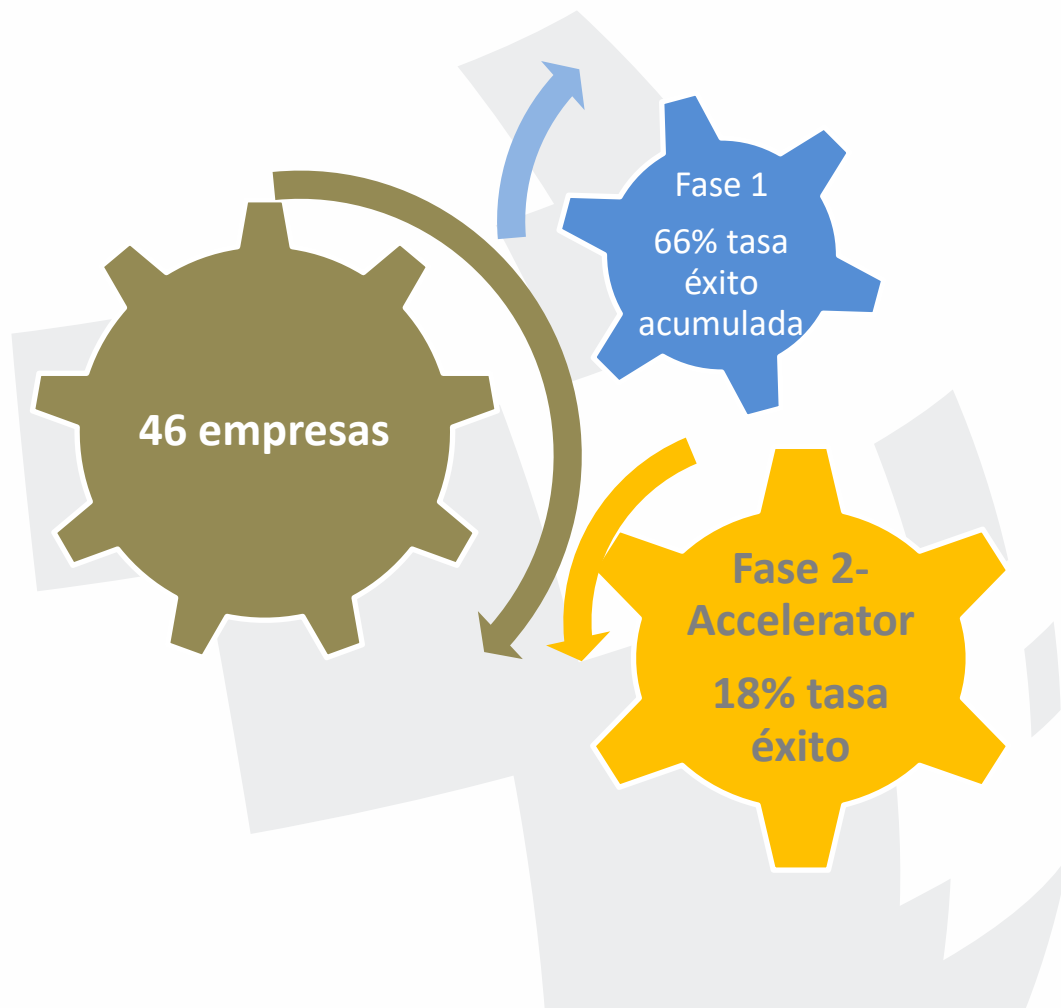 Fase 1
66% tasa
éxito
acumulada
46 empresas
Fase 2-
Accelerator
18% tasa
éxito